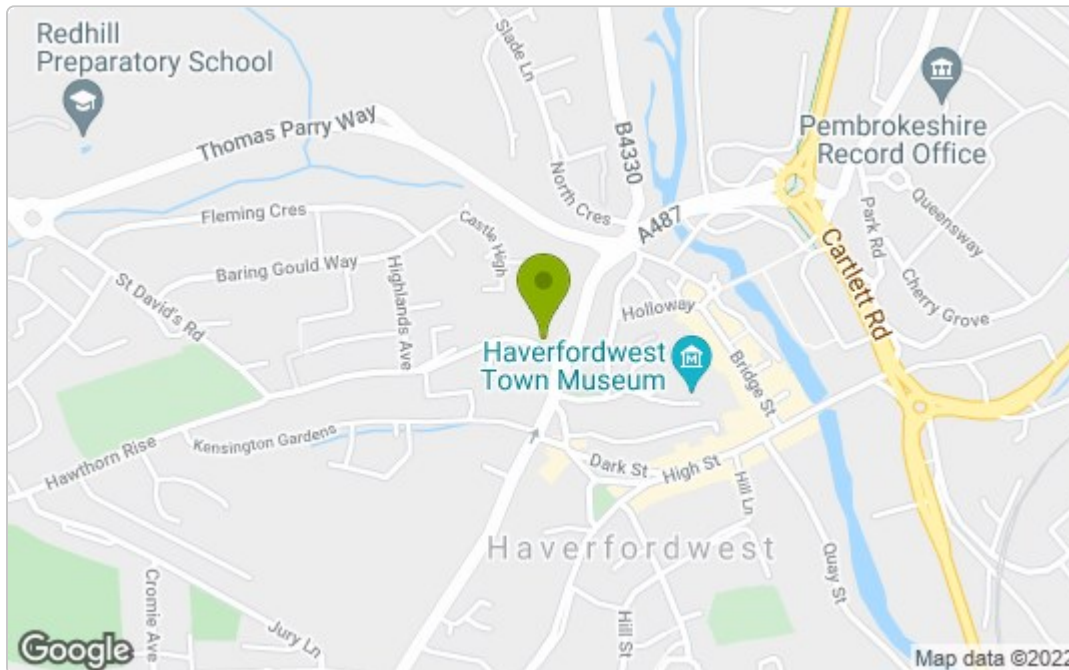 Redhill
Preparatory School
Slade Ln
B4330
Thomas Parry Way
Pembrokeshire
Record Office
North Cres
A487
Fleming Cres
Castle High
Park Rd
Queensway
Baring Gould Way
Highlands Ave
St David's Rd
Cartlett Rd
Cherry Grove
Holloway
Haverfordwest
Town Museum
M
Bridge St
Hawthorn Rise
Kensington Gardens
Dark St
High St
Hill Ln
Haverfordwest
Quay St
Cromie Ave
Jury Ln
Hill St
Google
Map data ©2022